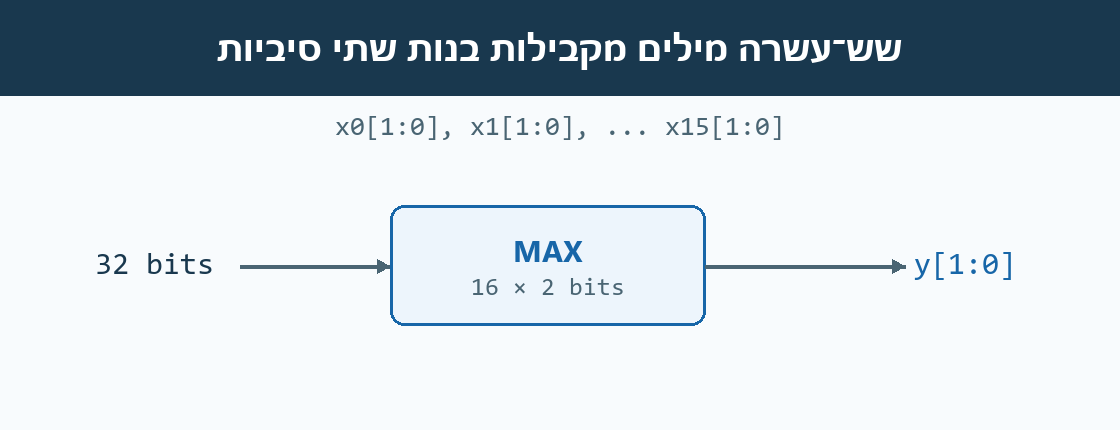 שש־עשרה מילים מקבילות בנות שתי סיביות
x0[1:0], x1[1:0], ... x15[1:0]
32 bits
MAX
16 × 2 bits
y[1:0]